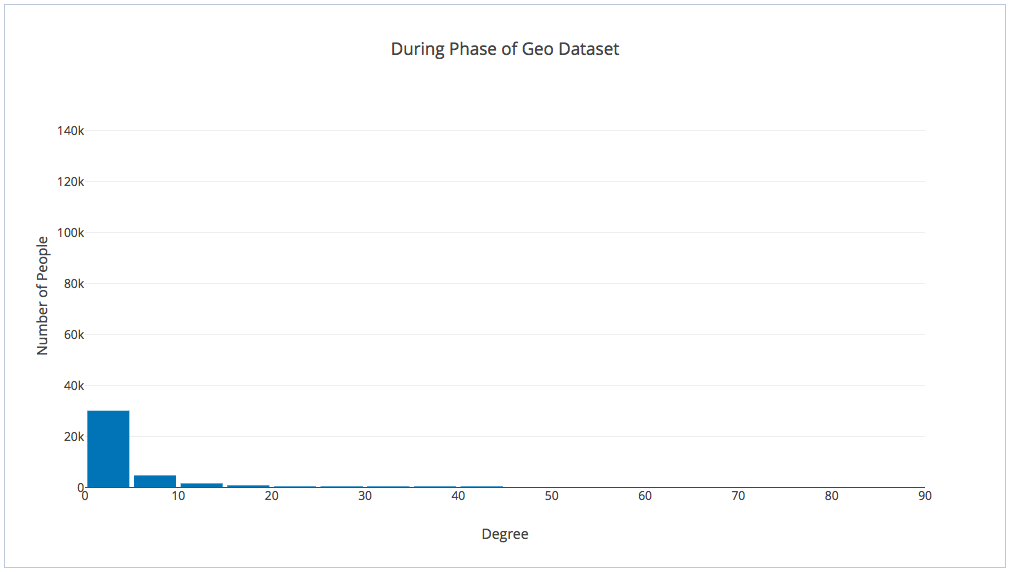 During Phase of Geo Dataset
Number of People
140k
120k
100k
80k
60k
40k
20k
0
0 10 20 30 40 50 60 70 80 90
Degree